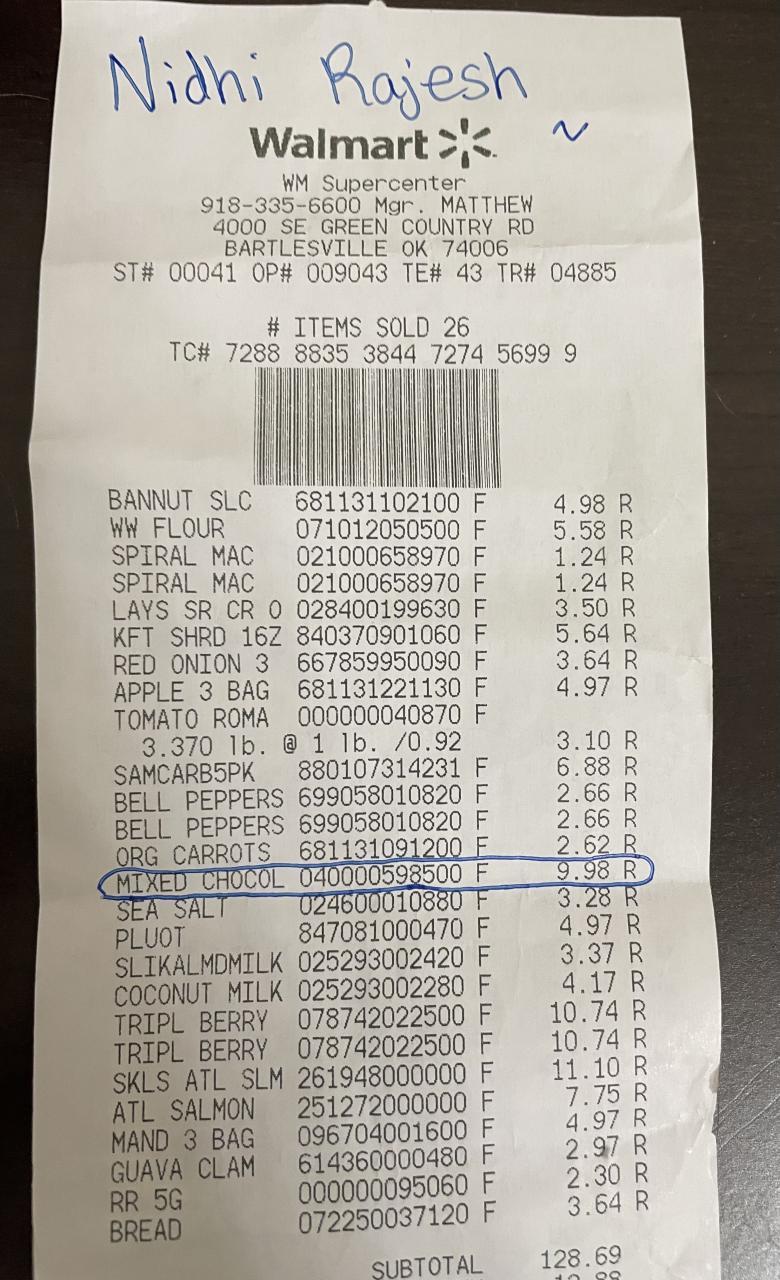 Nidhi Rajesh
~
Walmart
WM Supercenter
918-335-6600 Mgr. MATTHEW
4000 SE GREEN COUNTRY RD
BARTLESVILLE OK 74006
ST# 00041 OP# 009043 TE# 43 TR# 04885
# ITEMS SOLD 26
TC# 7288 8835 3844 7274 5699 9
BANNUT SLC 681131102100 F 4.98 R
WW FLOUR 071012050500 F 5.58 R
SPIRAL MAC 021000658970 F 1.24 R
SPIRAL MAC 021000658970 F 1.24 R
LAYS SR CR O 028400199630 F 3.50 R
KFT SHRD 16Z 840370901060 F 5.64 R
RED ONION 3 667859950090 F 3.64 R
APPLE 3 BAG 681131221130 F 4.97 R
TOMATO ROMA 000000040870 F
3.370 lb. @ 1 lb. /0.92 3.10 R
SAMCARB5PK 880107314231 F 6.88 R
BELL PEPPERS 699058010820 F 2.66 R
BELL PEPPERS 699058010820 F 2.66 R
ORG CARROTS 681131091200 F 2.62 R
MIXED CHOCOL 040000598500 F 9.98 R
SEA SALT 024600010880 F 3.28 R
PLUOT 847081000470 F 4.97 R
SLIKALMDMILK 025293002420 F 3.37 R
COCONUT MILK 025293002280 F 4.17 R
TRIPL BERRY 078742022500 F 10.74 R
TRIPL BERRY 078742022500 F 10.74 R
SKLS ATL SLM 261948000000 F 11.10 R
ATL SALMON 251272000000 F 7.75 R
MAND 3 BAG 096704001600 F 4.97 R
GUAVA CLAM 614360000480 F 2.97 R
RR 5G 000000095060 F 2.30 R
BREAD 072250037120 F 3.64 R
SUBTOTAL 128.69